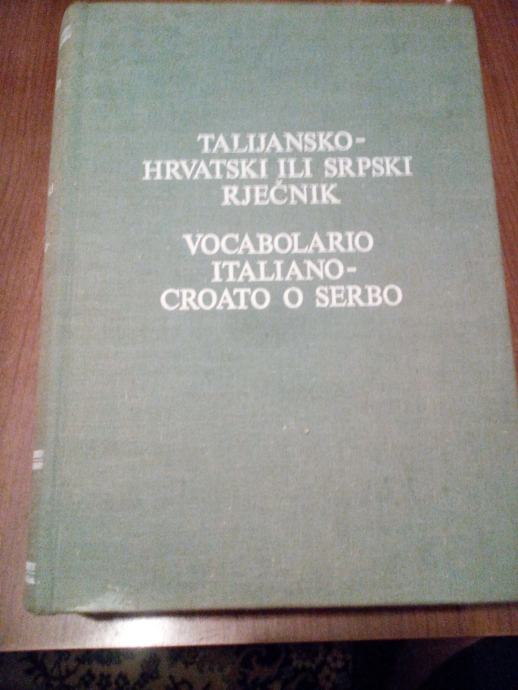 TALIJANSKO-
HRVATSKI ILI SRPSKI
RJEČNIK
VOCABOLARIO
ITALIANO-
CROATO O SERBO